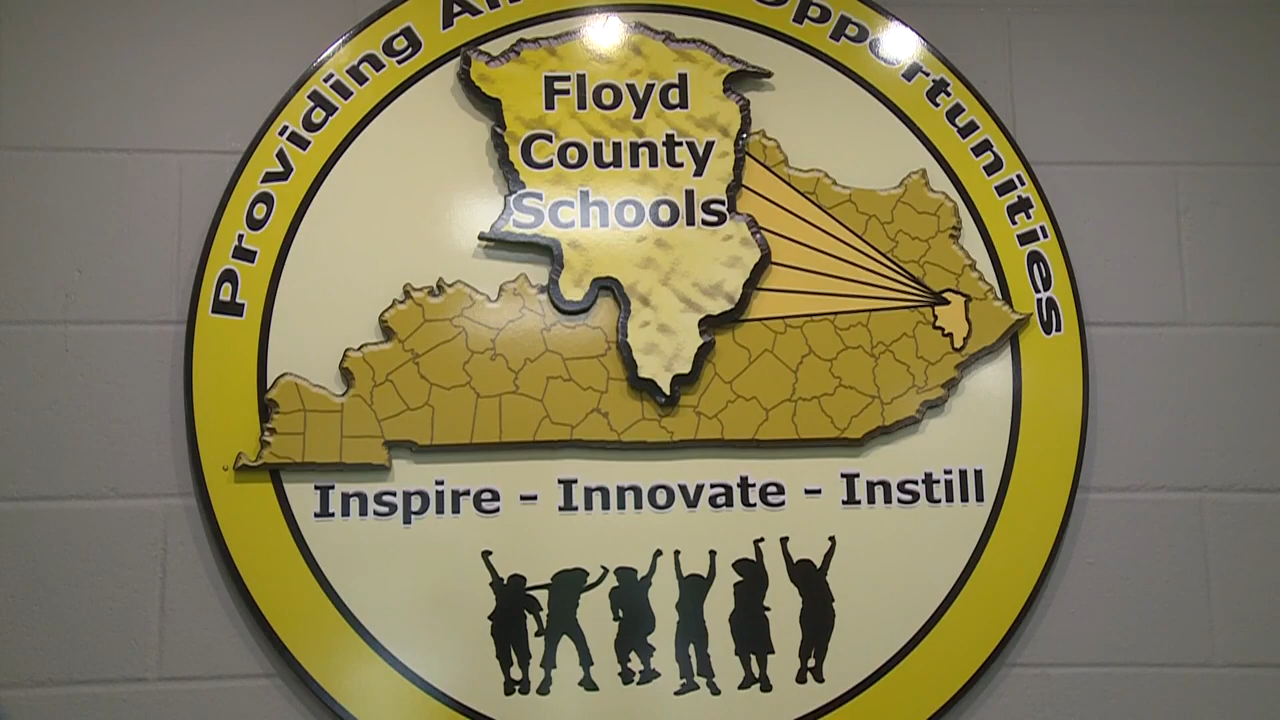 Providing
Opportunities
Floyd
County
Schools
Inspire - Innovate - Instill